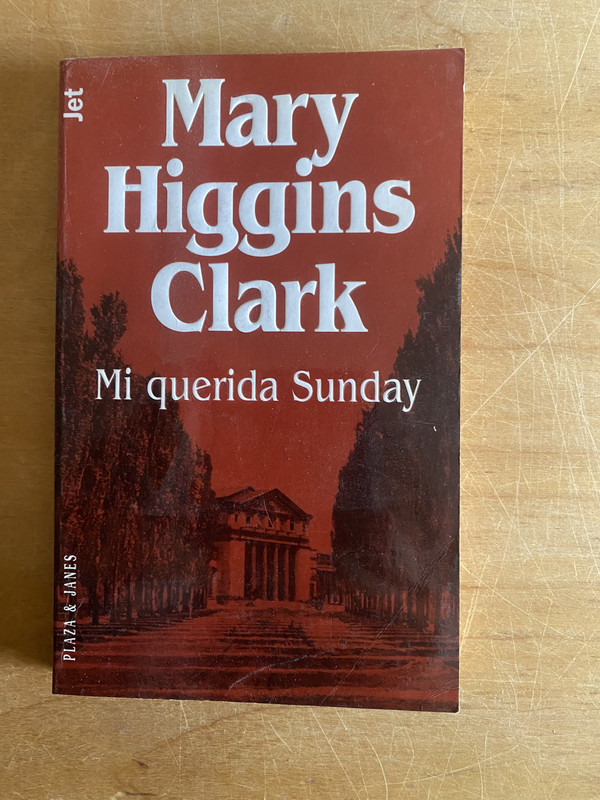 Jet
Mary
Higgins
Clark
Mi querida Sunday
PLAZA & JANES